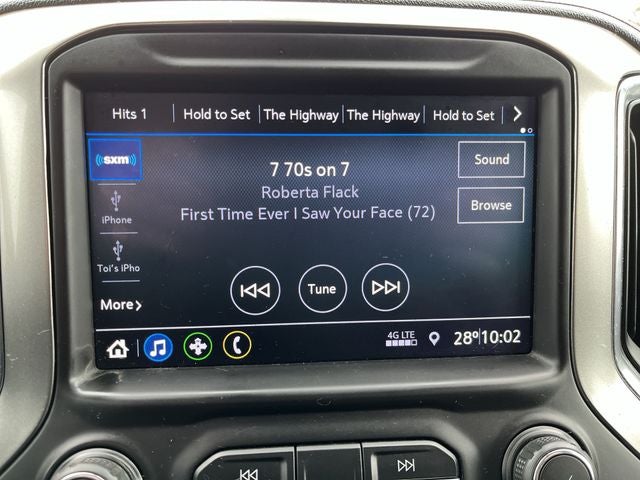 Hits 1 Hold to Set The Highway The Highway Hold to Set >
sxm
7 70s on 7
Sound
Roberta Flack
iPhone
First Time Ever I Saw Your Face (72)
Browse
Toi's iPho
More >
Tune
4G LTE
28° 10:02